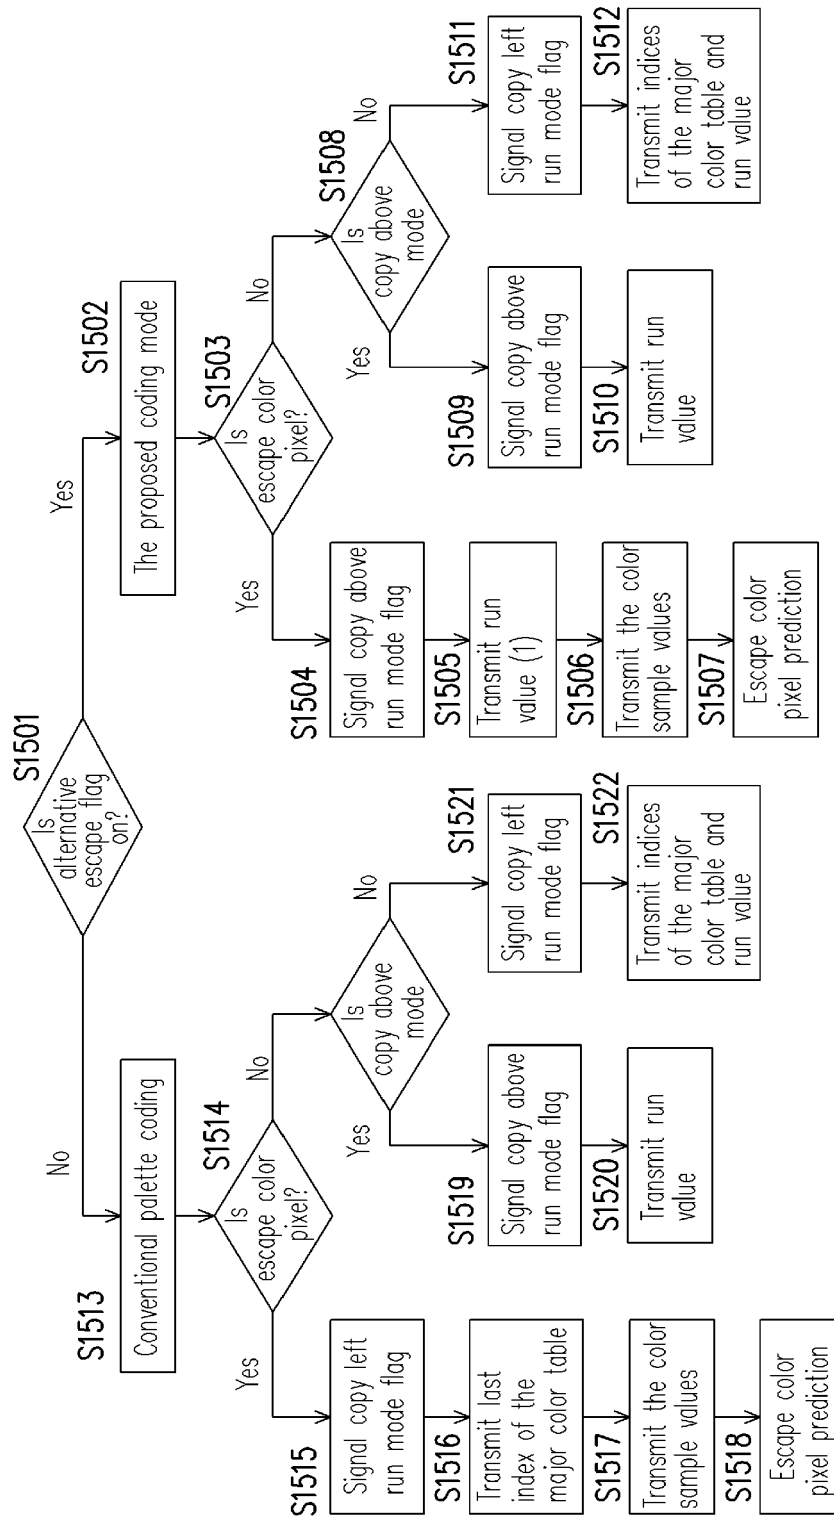 S1501
Is
alternative
escape flag
on?
No
Yes
S1513
Conventional palette coding
S1514
Is
escape color
pixel?
Yes
No
S1515
Signal copy left
run mode flag
S1516
Transmit last
index of the
major color table
S1517
Transmit the color
sample values
S1518
Escape color
pixel prediction
Is
copy above
mode
Yes
No
S1519
Signal copy above
run mode flag
S1520
Transmit run
value
S1521
Signal copy left
run mode flag
S1522
Transmit indices
of the major
color table and
run value
S1502
The proposed coding mode
S1503
Is
escape color
pixel?
Yes
No
S1504
Signal copy above
run mode flag
S1505
Transmit run
value (1)
S1506
Transmit the color
sample values
S1507
Escape color
pixel prediction
S1508
Is
copy above
mode
Yes
No
S1509
Signal copy above
run mode flag
S1510
Transmit run
value
S1511
Signal copy left
run mode flag
S1512
Transmit indices
of the major
color table and
run value